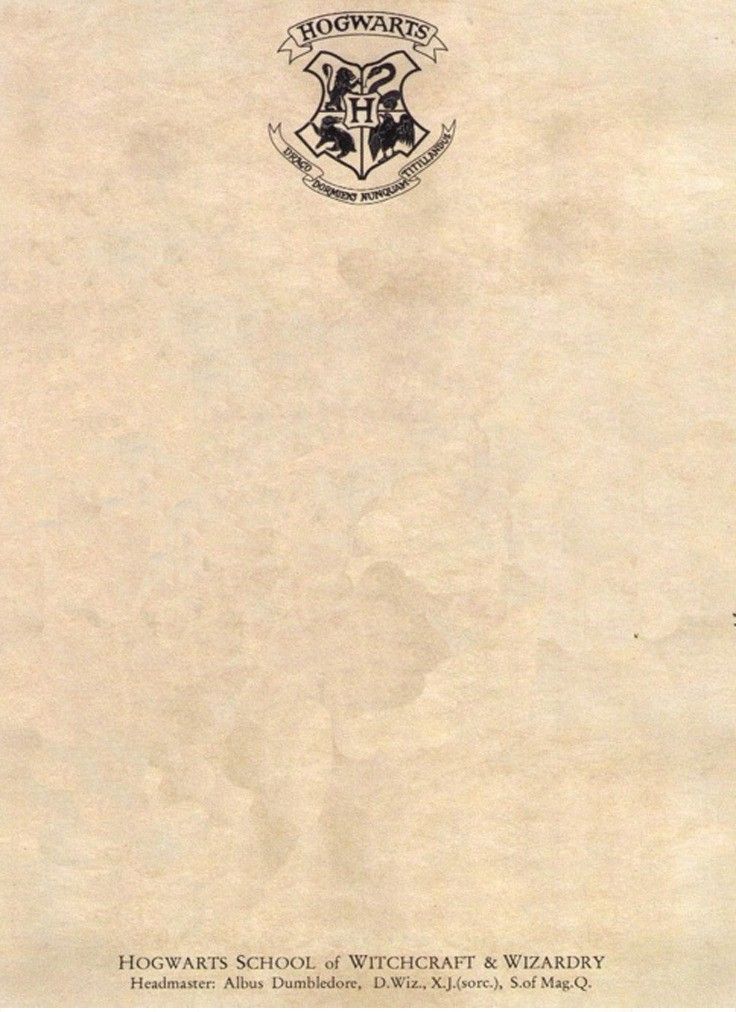 HOGWARTS
H
DRACO DORMIENS NUNQUAM TITILLANDUS
HOGWARTS SCHOOL of WITCHCRAFT & WIZARDRY
Headmaster: Albus Dumbledore, D.Wiz., X.J.(sorc.), S.of Mag.Q.